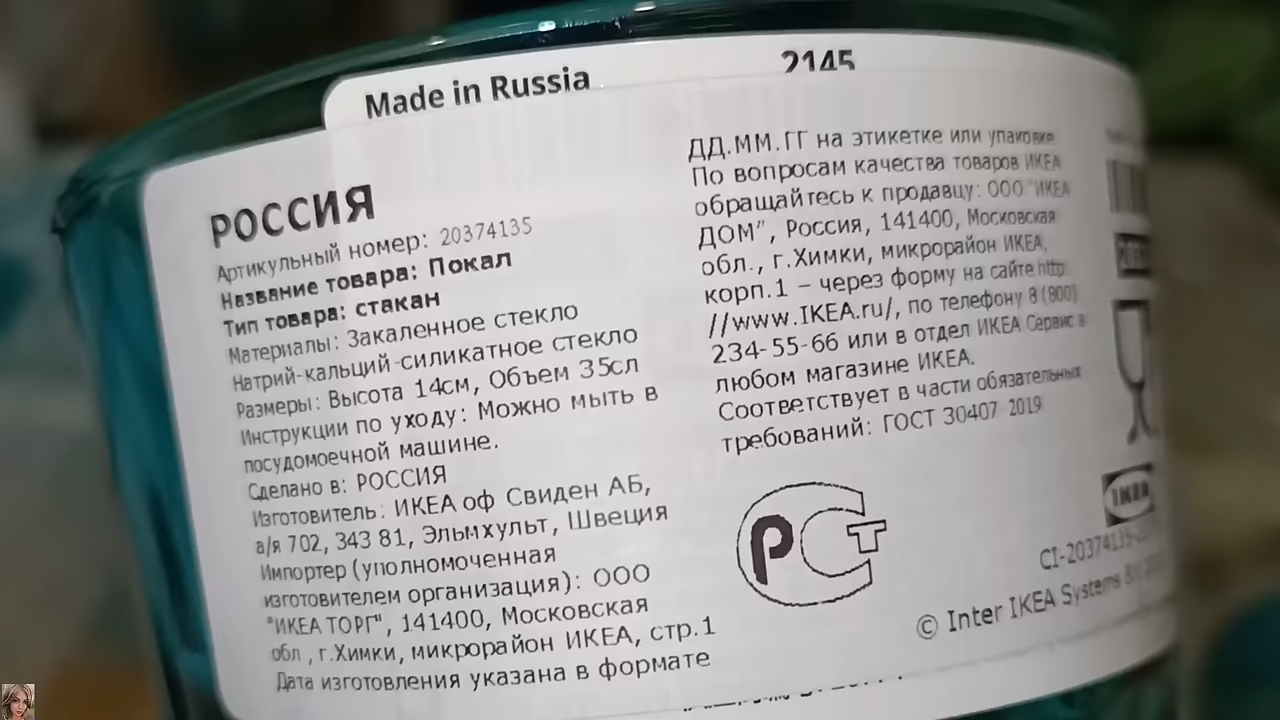 Made in Russia
2145
РОССИЯ
Артикульный номер: 20374135
Название товара: Покал
Тип товара: стакан
Материалы: Закаленное стекло
Натрий-кальций-силикатное стекло
Размеры: Высота 14см, Объем 35сл
Инструкции по уходу: Можно мыть в
посудомоечной машине.
Сделано в: РОССИЯ
Изготовитель: ИКЕА оф Свиден АБ,
а/я 702, 343 81, Эльмхульт, Швеция
Импортер (уполномоченная
изготовителем организация): ООО
"ИКЕА ТОРГ", 141400, Московская
обл , г.Химки, микрорайон ИКЕА, стр.1
Дата изготовления указана в формате
ДД.ММ.ГГ на этикетке или упаковке
По вопросам качества товаров ИКЕА
обращайтесь к продавцу: ООО "ИКЕА
ДОМ", Россия, 141400, Московская
обл., г.Химки, микрорайон ИКЕА,
корп.1 – через форму на сайте http:
//www.IKEA.ru/, по телефону 8 (800)
234-55-66 или в отдел ИКЕА Сервис в
любом магазине ИКЕА.
Соответствует в части обязательных
требований: ГОСТ 30407 2019
РСТ
IKEA
© Inter IKEA Systems